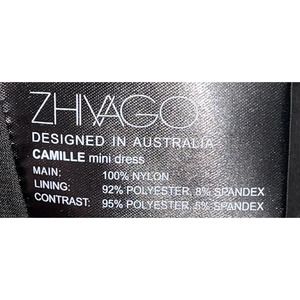 ZHIVAGO
DESIGNED IN AUSTRALIA
CAMILLE mini dress
MAIN: 100% NYLON
LINING: 92% POLYESTER, 8% SPANDEX
CONTRAST: 95% POLYESTER, 5% SPANDEX